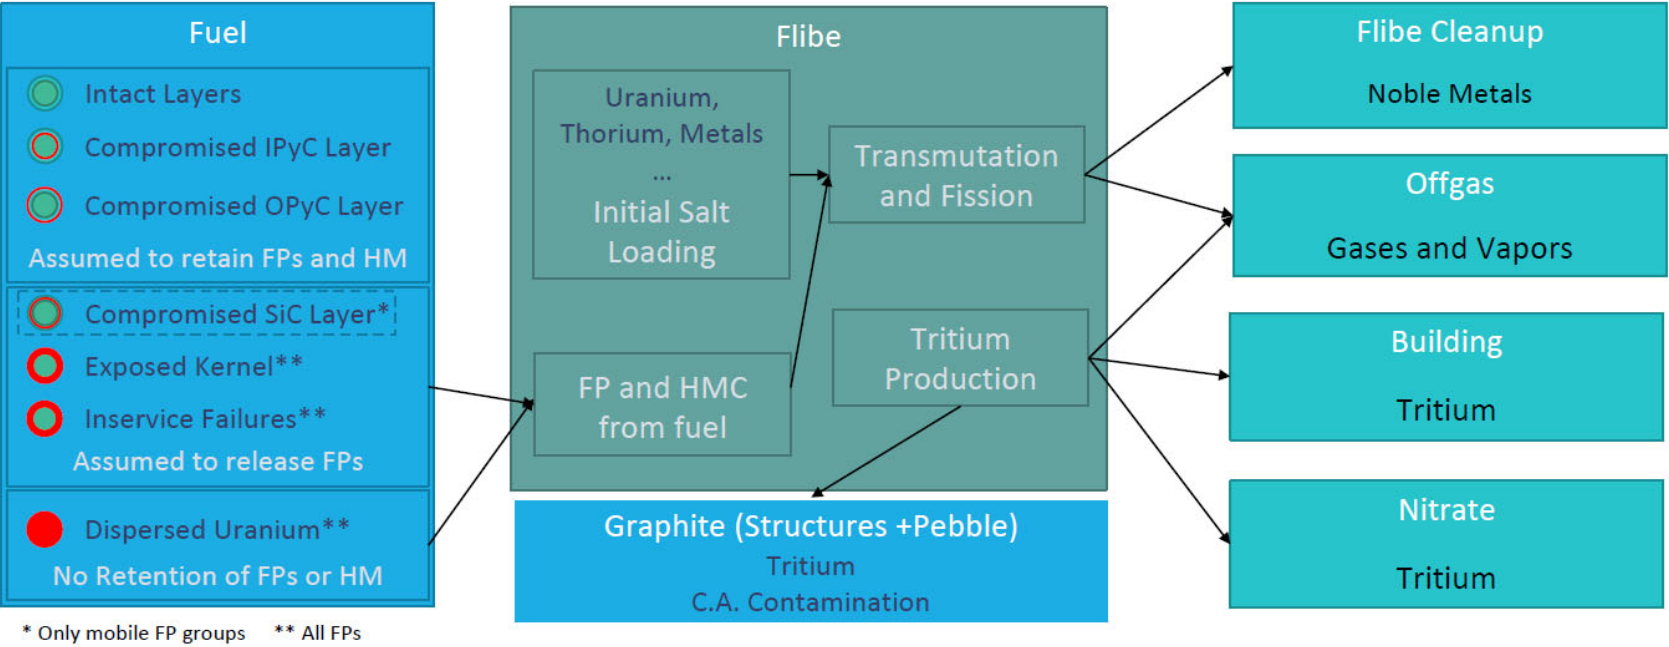 Fuel
Intact Layers
Compromised IPyC Layer
Compromised OPyC Layer
Assumed to retain FPs and HM
Compromised SiC Layer*
Exposed Kernel**
Inservice Failures**
Assumed to release FPs
Dispersed Uranium**
No Retention of FPs or HM
* Only mobile FP groups
** All FPs
Flibe
Uranium,
Thorium, Metals
...
Initial Salt
Loading
FP and HMC
from fuel
Transmutation
and Fission
Tritium
Production
Graphite (Structures +Pebble)
Tritium
C.A. Contamination
Flibe Cleanup
Noble Metals
Offgas
Gases and Vapors
Building
Tritium
Nitrate
Tritium